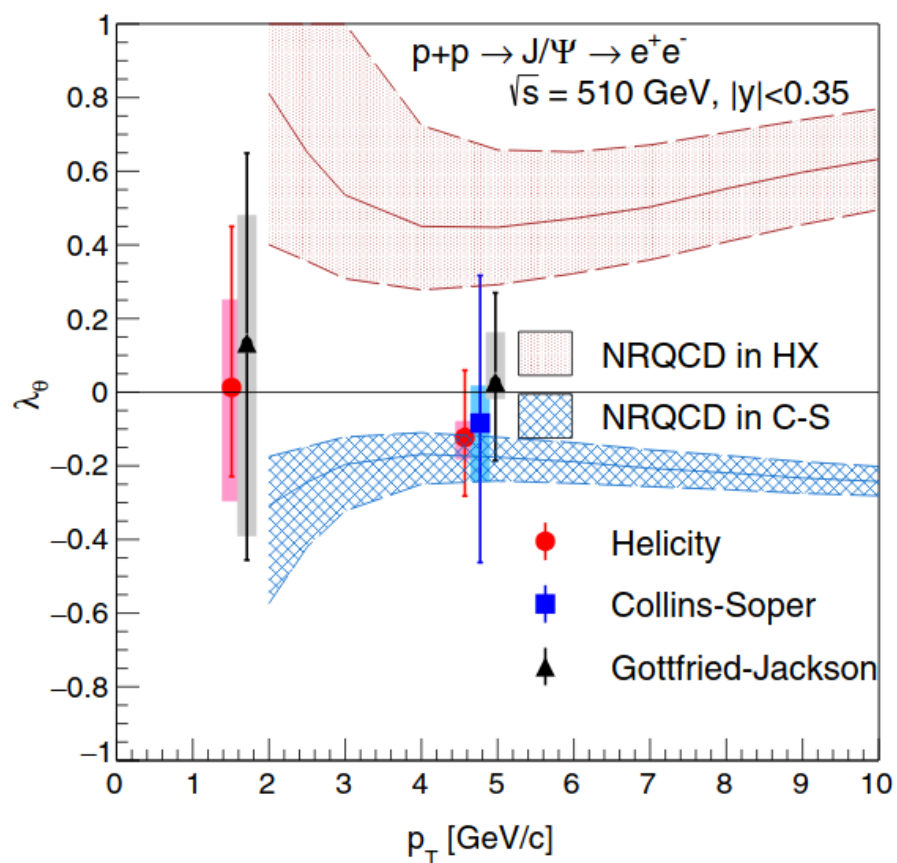 p+p → J/Ψ → e⁺e⁻
√s = 510 GeV, |y|<0.35
1
0.8
0.6
0.4
0.2
0
−0.2
−0.4
−0.6
−0.8
−1
λθ
NRQCD in HX
NRQCD in C-S
Helicity
Collins-Soper
Gottfried-Jackson
0 1 2 3 4 5 6 7 8 9 10
p_T [GeV/c]